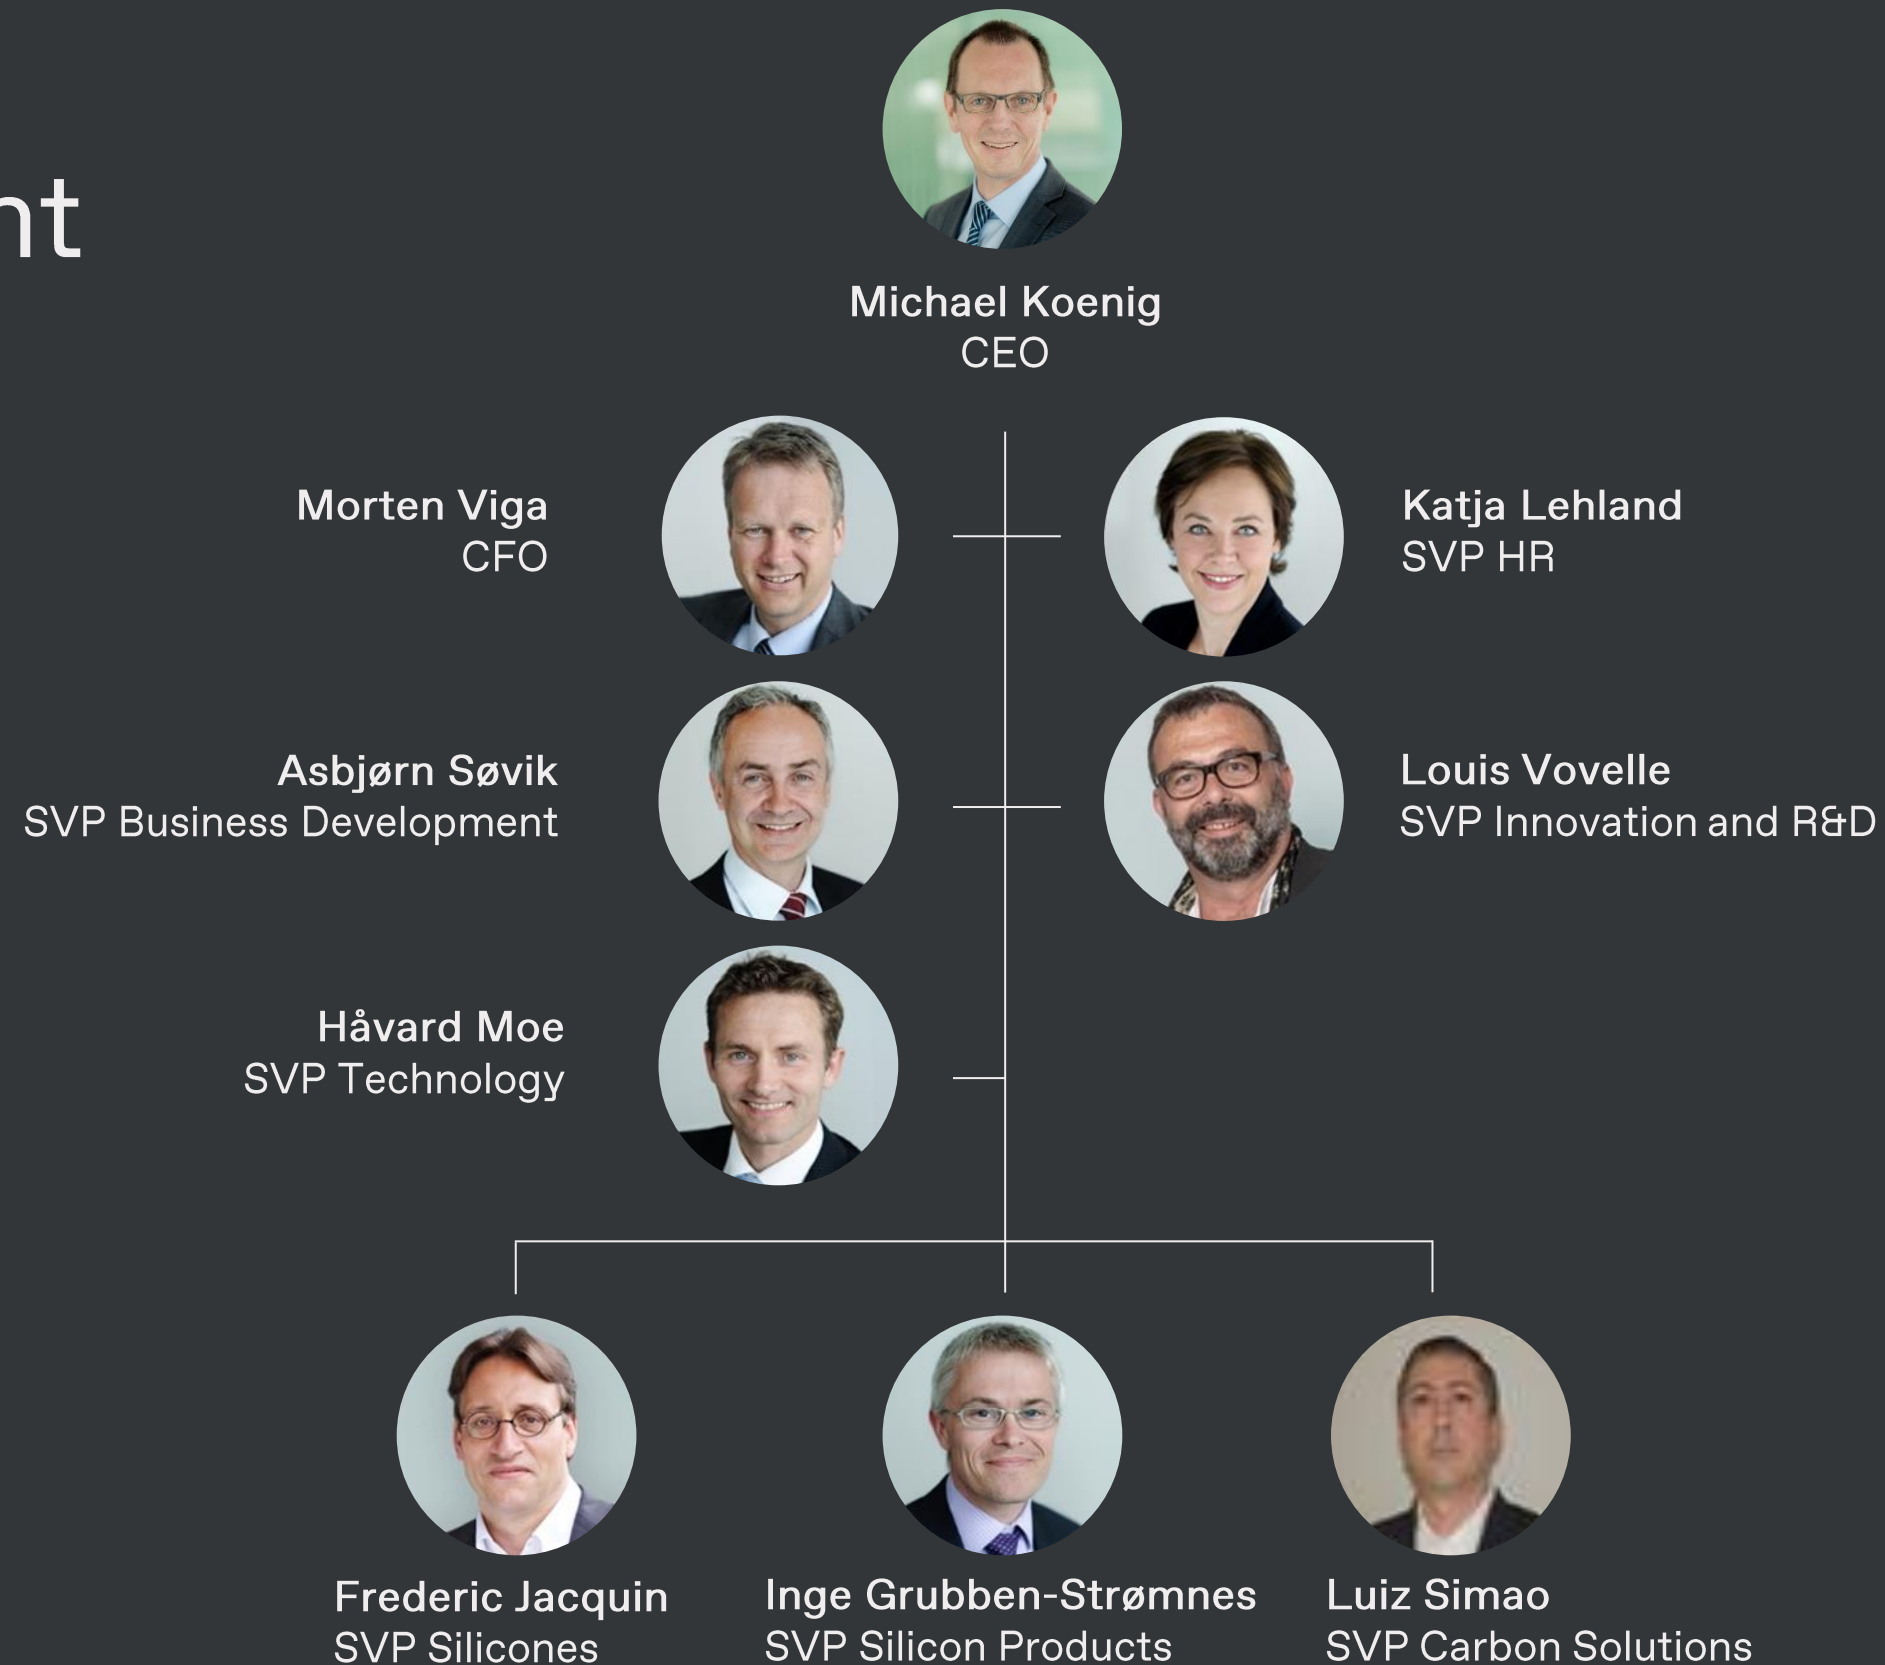 nt
Michael Koenig
CEO
Morten Viga
CFO
Katja Lehland
SVP HR
Asbjørn Søvik
SVP Business Development
Louis Vovelle
SVP Innovation and R&D
Håvard Moe
SVP Technology
Frederic Jacquin
SVP Silicones
Inge Grubben-Strømnes
SVP Silicon Products
Luiz Simao
SVP Carbon Solutions